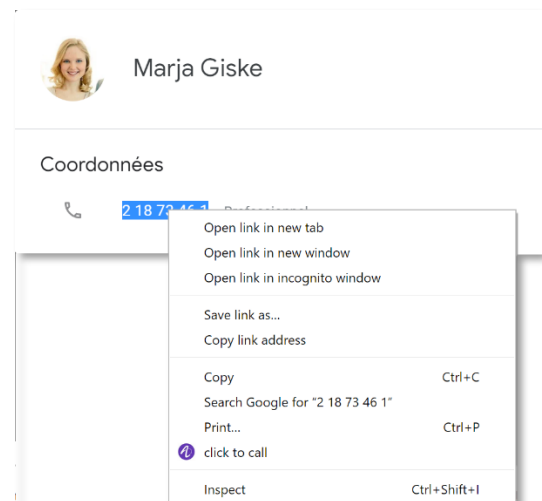 Marja Giske
Coordonnées
2 18 73 46 1
Open link in new tab
Open link in new window
Open link in incognito window
Save link as...
Copy link address
Copy Ctrl+C
Search Google for “2 18 73 46 1”
Print... Ctrl+P
click to call
Inspect Ctrl+Shift+I